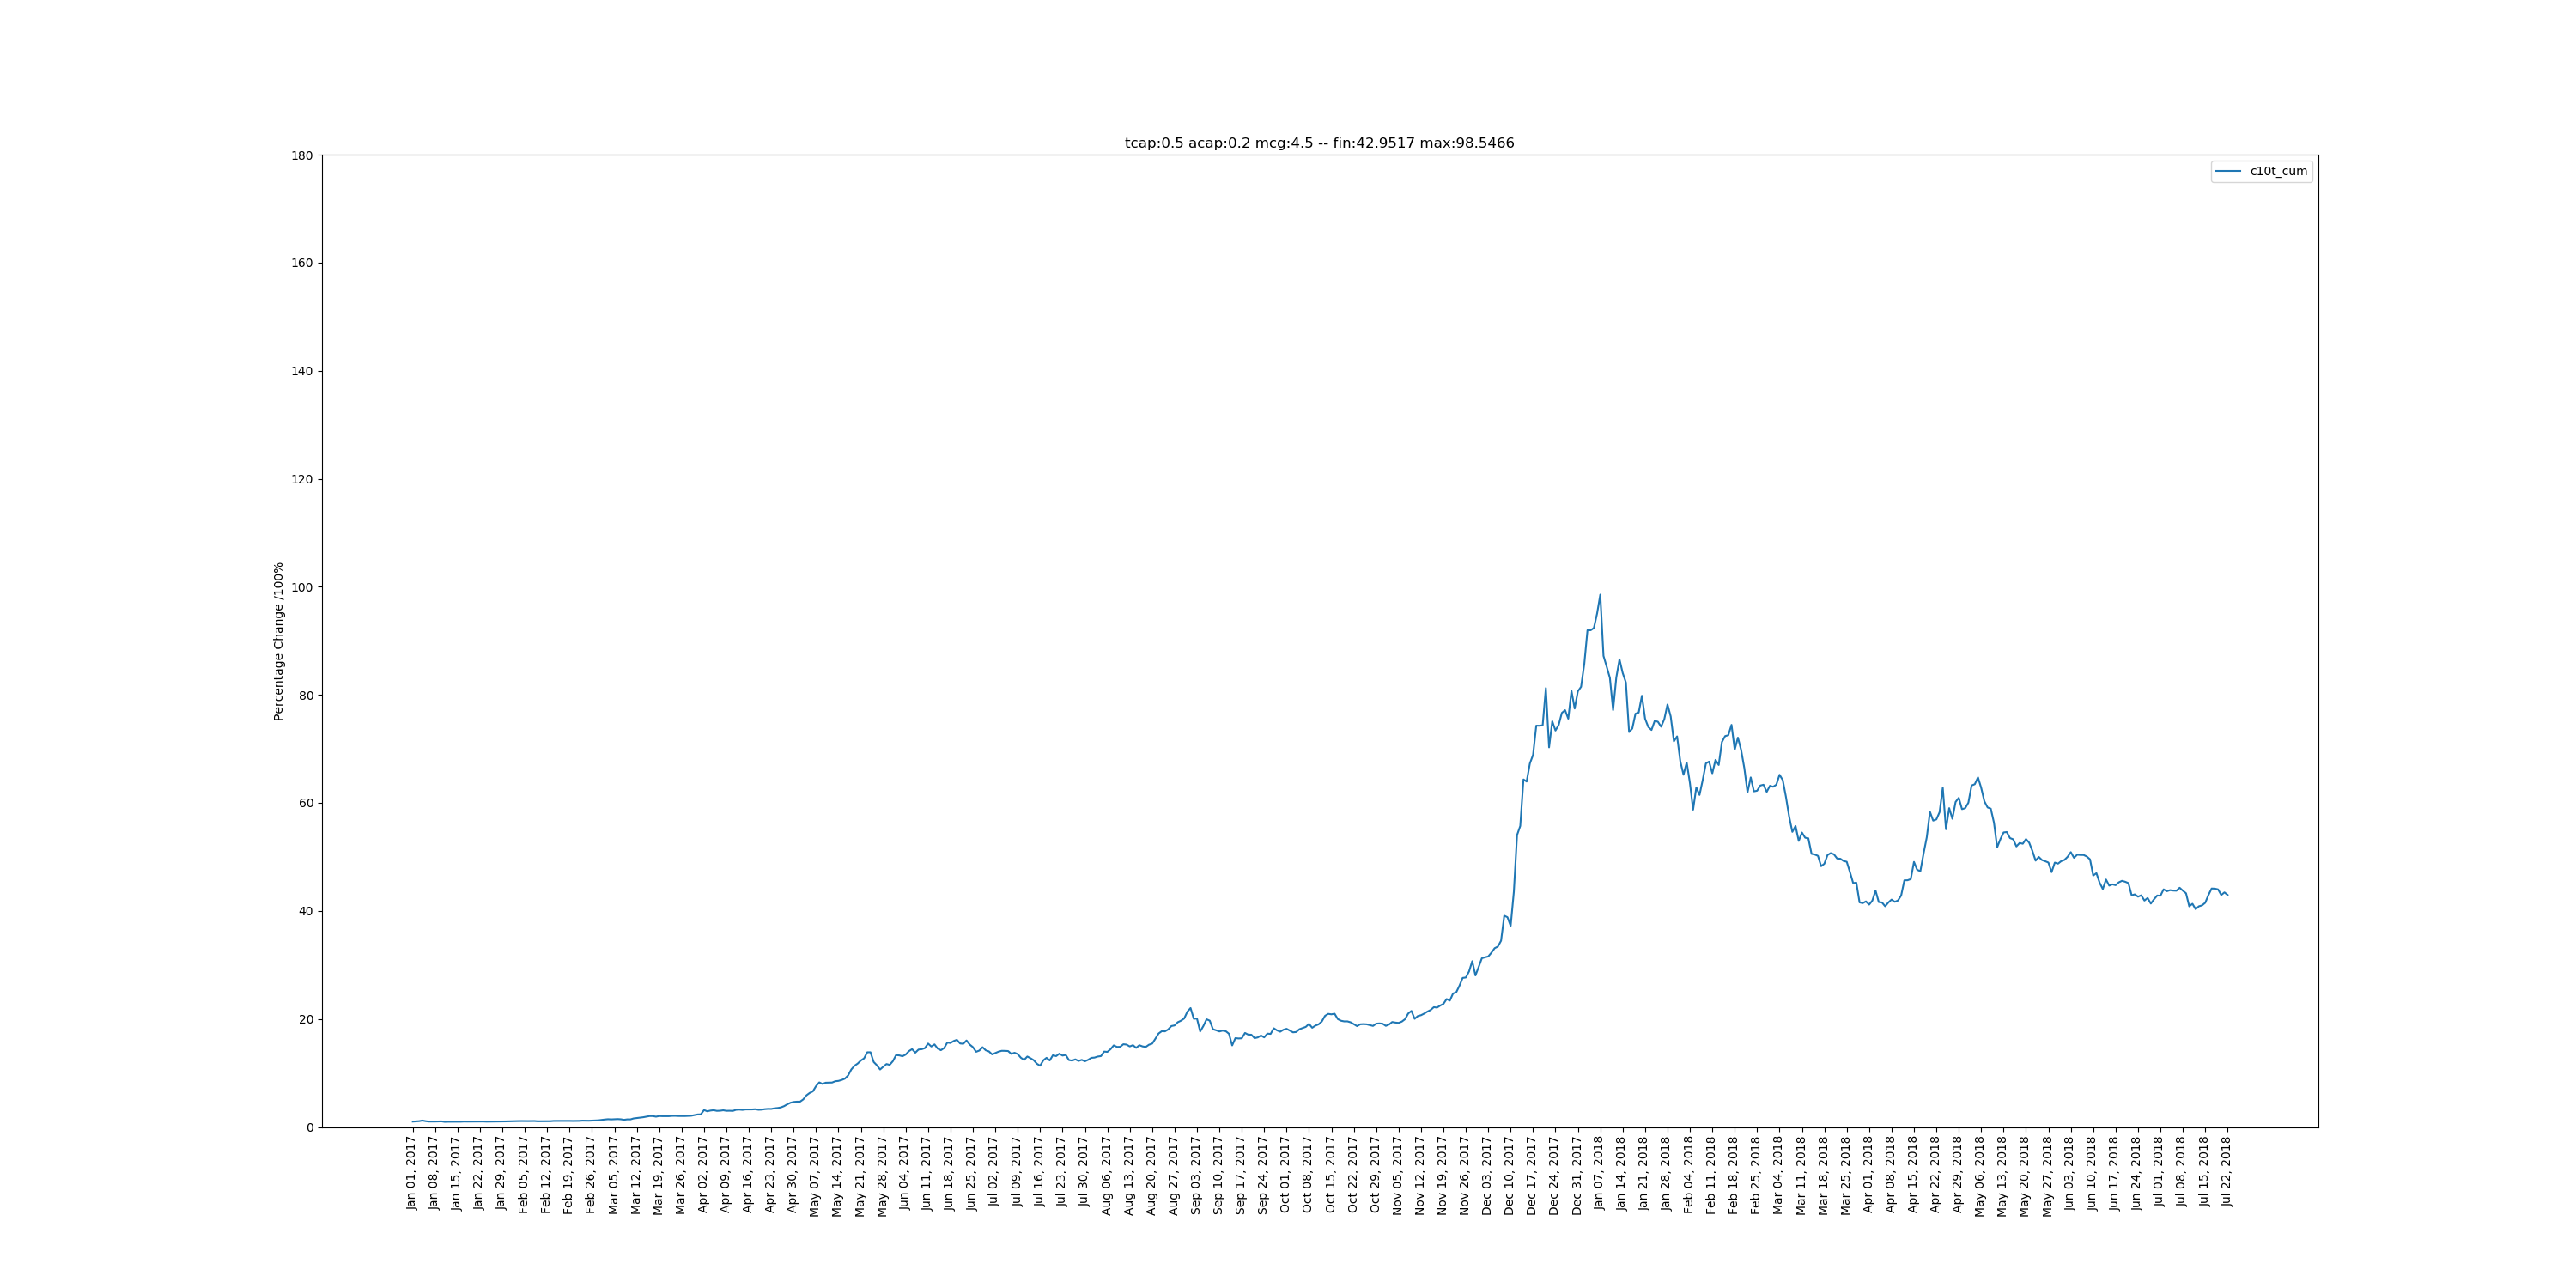 tcap:0.5 acap:0.2 mcg:4.5 -- fin:42.9517 max:98.5466
c10t_cum
Percentage Change /100%
180
160
140
120
100
80
60
40
20
0
Jan 01, 2017
Jan 08, 2017
Jan 15, 2017
Jan 22, 2017
Jan 29, 2017
Feb 05, 2017
Feb 12, 2017
Feb 19, 2017
Feb 26, 2017
Mar 05, 2017
Mar 12, 2017
Mar 19, 2017
Mar 26, 2017
Apr 02, 2017
Apr 09, 2017
Apr 16, 2017
Apr 23, 2017
Apr 30, 2017
May 07, 2017
May 14, 2017
May 21, 2017
May 28, 2017
Jun 04, 2017
Jun 11, 2017
Jun 18, 2017
Jun 25, 2017
Jul 02, 2017
Jul 09, 2017
Jul 16, 2017
Jul 23, 2017
Jul 30, 2017
Aug 06, 2017
Aug 13, 2017
Aug 20, 2017
Aug 27, 2017
Sep 03, 2017
Sep 10, 2017
Sep 17, 2017
Sep 24, 2017
Oct 01, 2017
Oct 08, 2017
Oct 15, 2017
Oct 22, 2017
Oct 29, 2017
Nov 05, 2017
Nov 12, 2017
Nov 19, 2017
Nov 26, 2017
Dec 03, 2017
Dec 10, 2017
Dec 17, 2017
Dec 24, 2017
Dec 31, 2017
Jan 07, 2018
Jan 14, 2018
Jan 21, 2018
Jan 28, 2018
Feb 04, 2018
Feb 11, 2018
Feb 18, 2018
Feb 25, 2018
Mar 04, 2018
Mar 11, 2018
Mar 18, 2018
Mar 25, 2018
Apr 01, 2018
Apr 08, 2018
Apr 15, 2018
Apr 22, 2018
Apr 29, 2018
May 06, 2018
May 13, 2018
May 20, 2018
May 27, 2018
Jun 03, 2018
Jun 10, 2018
Jun 17, 2018
Jun 24, 2018
Jul 01, 2018
Jul 08, 2018
Jul 15, 2018
Jul 22, 2018